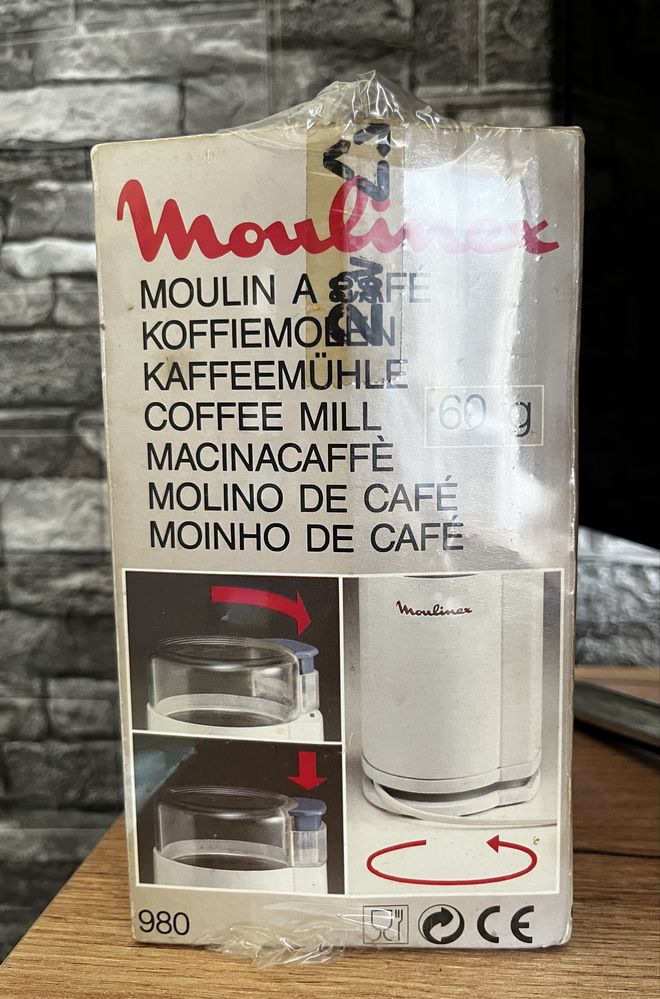 Moulinex
MOULIN A CAFÉ
KOFFIEMOLEN
KAFFEEMÜHLE
COFFEE MILL 60 g
MACINACAFFÈ
MOLINO DE CAFÉ
MOINHO DE CAFÉ
Moulinex
980 CE